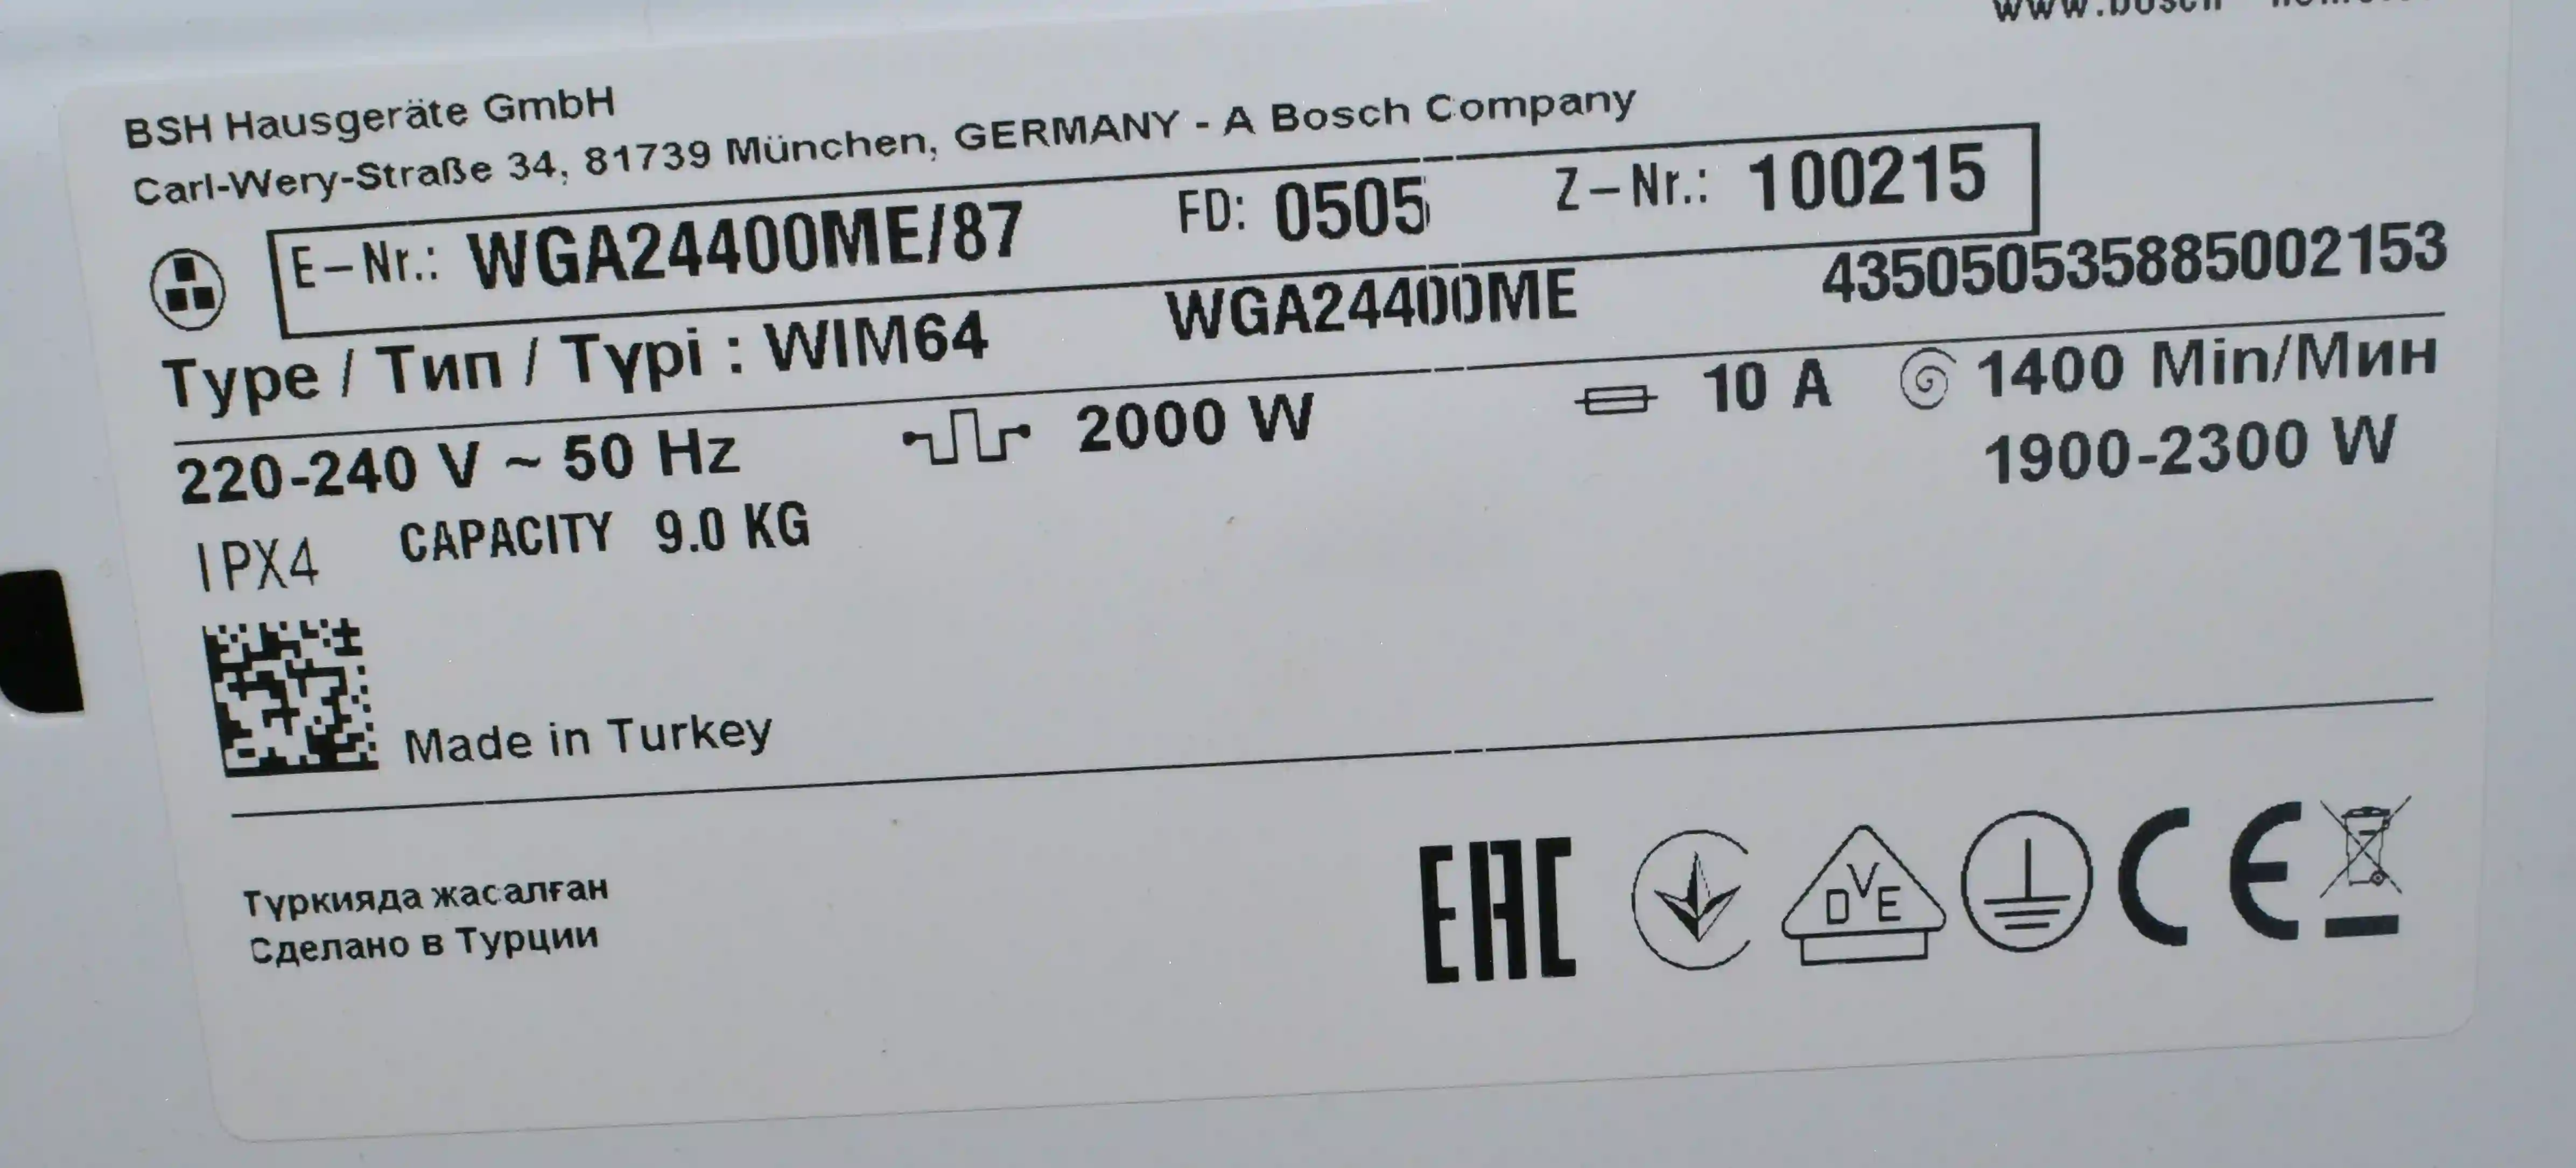 BSH Hausgeräte GmbH
Carl-Wery-Straße 34, 81739 München, GERMANY - A Bosch Company
E-Nr.: WGA24400ME/87 FD: 0505 Z-Nr.: 100215
Type / Тип / Түрі : WIM64 WGA24400ME 435050535885002153
220-240 V ~ 50 Hz 2000 W 10 A 1400 Min/Мин
1900-2300 W
IPX4 CAPACITY 9.0 KG
Made in Turkey
Түркияда жасалған
Сделано в Турции
EAC DVE CE